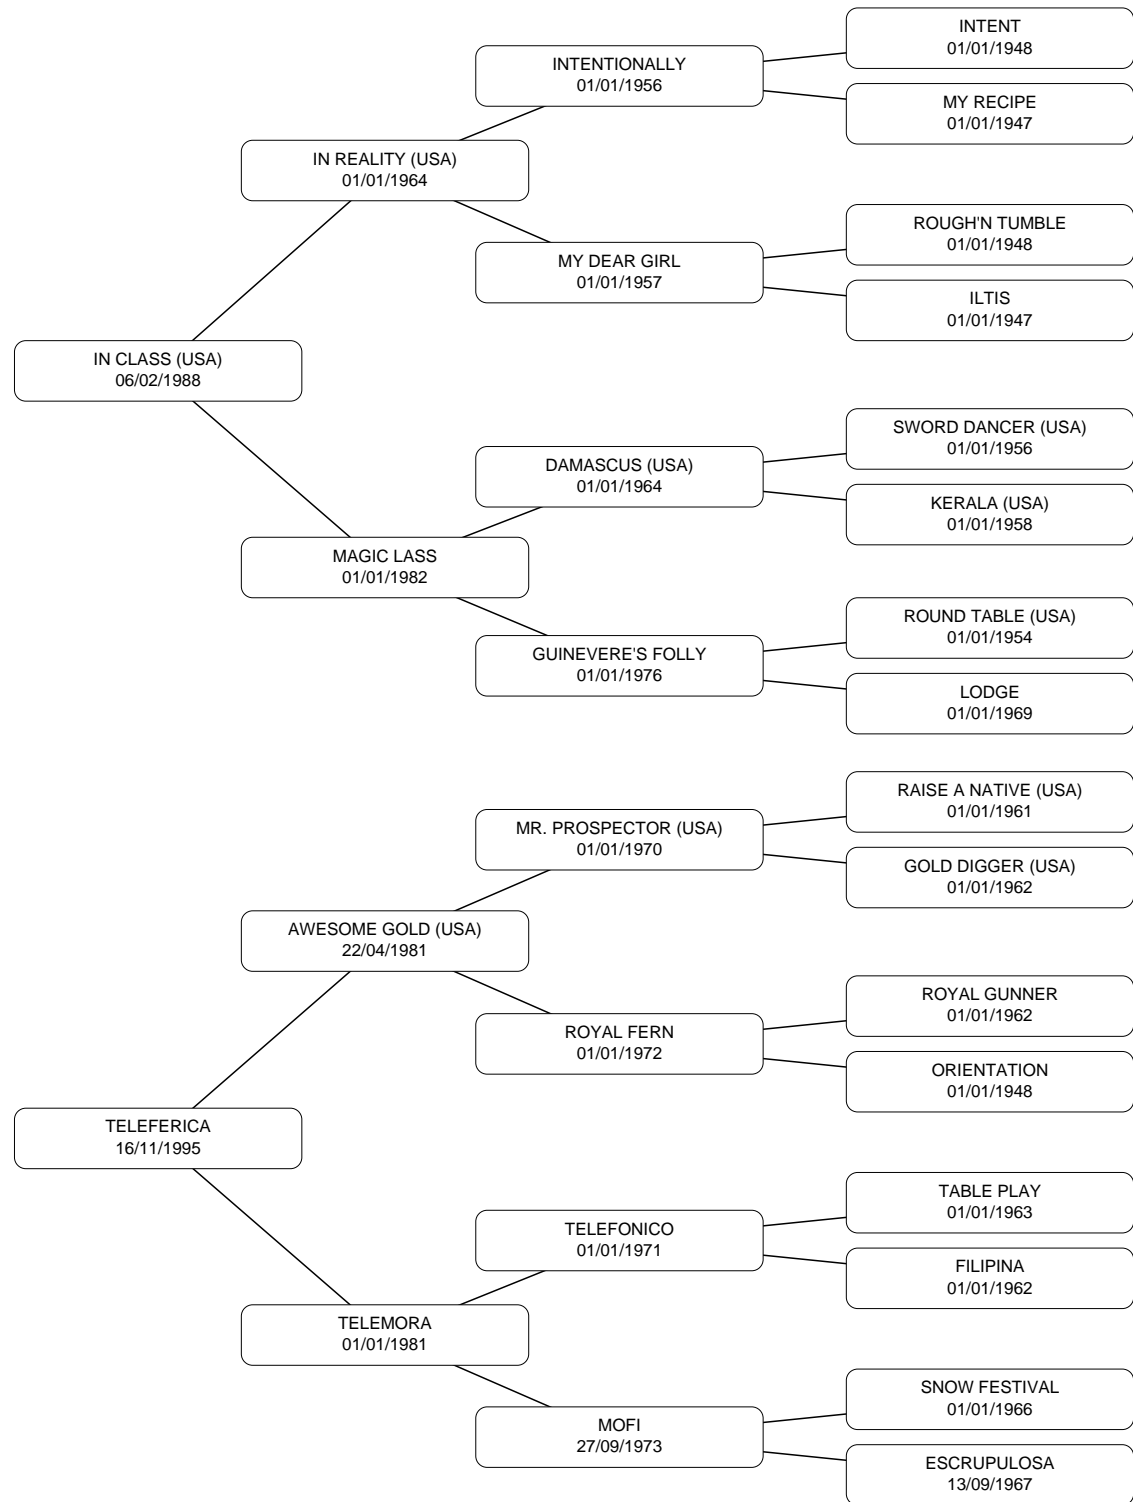 INTENT
01/01/1948
INTENTIONALLY
01/01/1956
MY RECIPE
01/01/1947
IN REALITY (USA)
01/01/1964
ROUGH'N TUMBLE
01/01/1948
MY DEAR GIRL
01/01/1957
ILTIS
01/01/1947
IN CLASS (USA)
06/02/1988
SWORD DANCER (USA)
01/01/1956
DAMASCUS (USA)
01/01/1964
KERALA (USA)
01/01/1958
MAGIC LASS
01/01/1982
ROUND TABLE (USA)
01/01/1954
GUINEVERE'S FOLLY
01/01/1976
LODGE
01/01/1969
RAISE A NATIVE (USA)
01/01/1961
MR. PROSPECTOR (USA)
01/01/1970
GOLD DIGGER (USA)
01/01/1962
AWESOME GOLD (USA)
22/04/1981
ROYAL GUNNER
01/01/1962
ROYAL FERN
01/01/1972
ORIENTATION
01/01/1948
TELEFERICA
16/11/1995
TABLE PLAY
01/01/1963
TELEFONICO
01/01/1971
FILIPINA
01/01/1962
TELEMORA
01/01/1981
SNOW FESTIVAL
01/01/1966
MOFI
27/09/1973
ESCRUPULOSA
13/09/1967